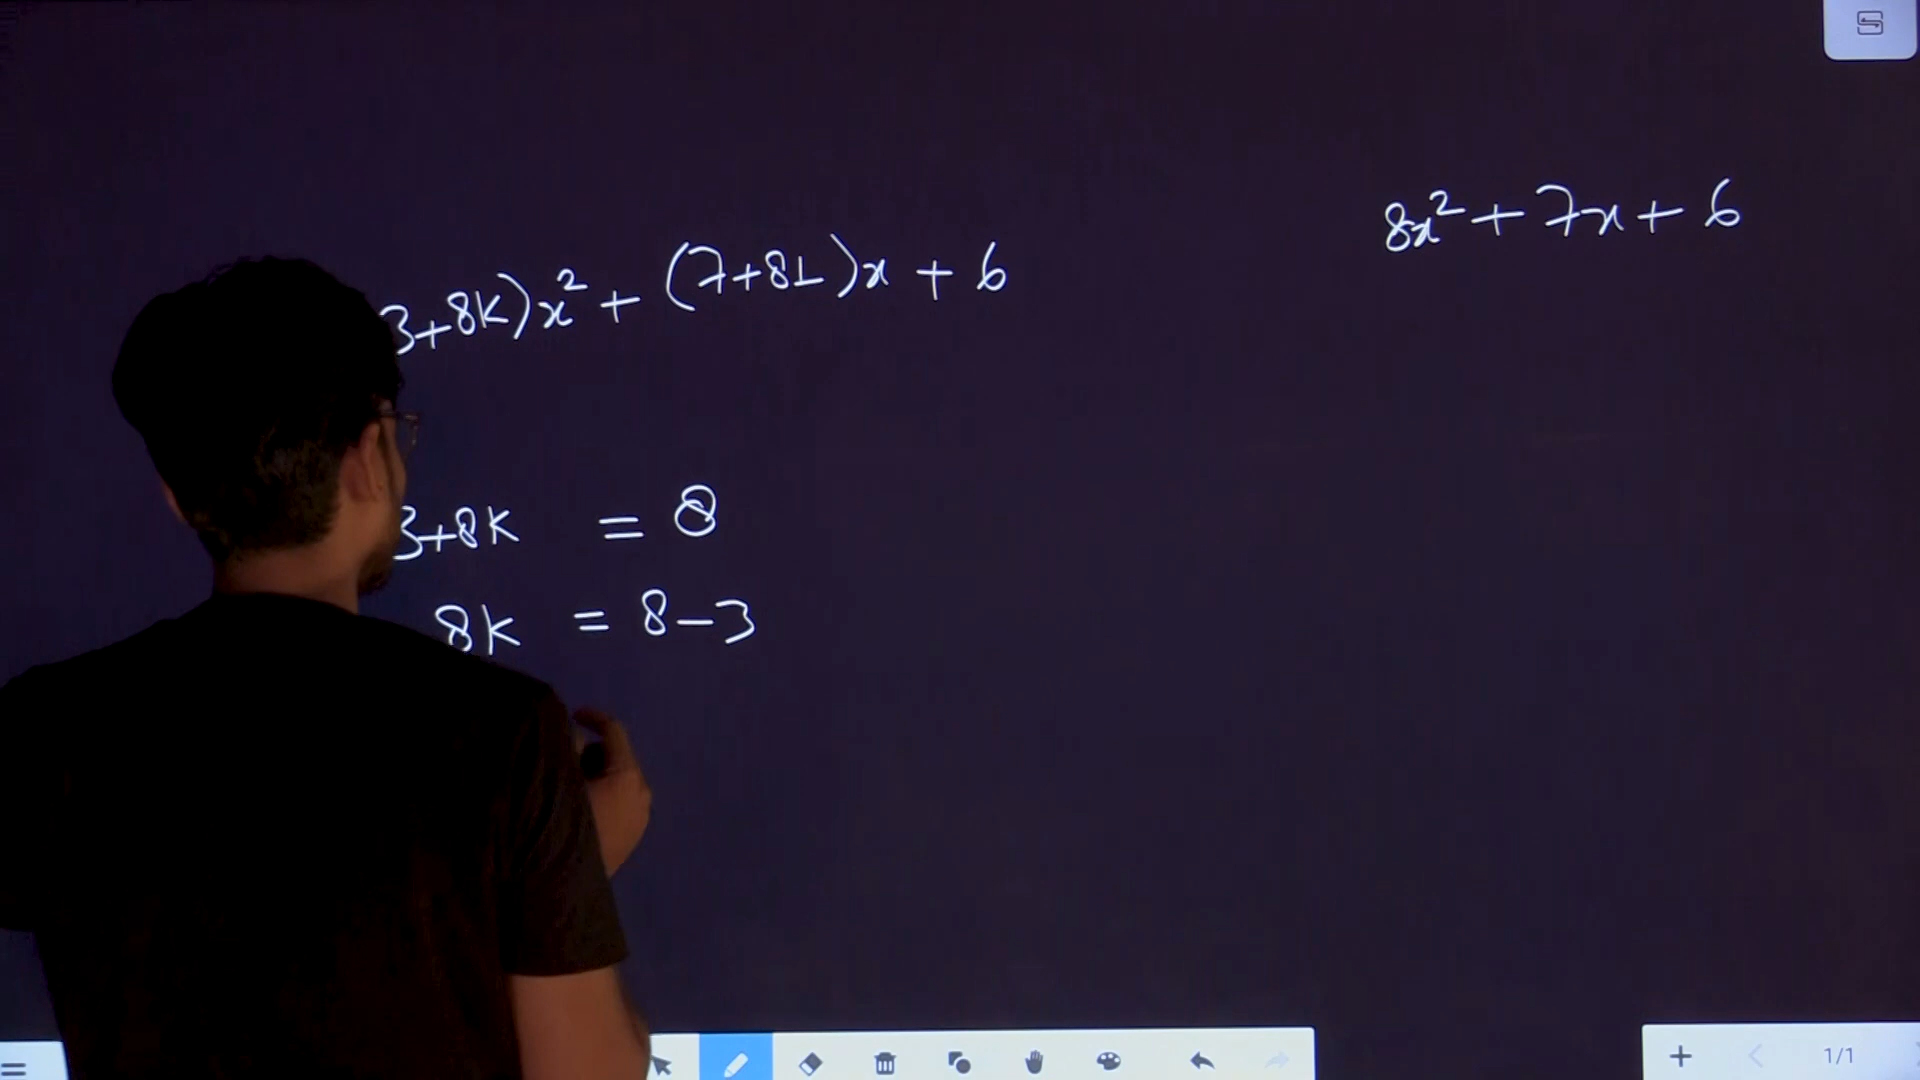 3+8K)x² + (7+8L)x + 6
8x² + 7x + 6
3+8K = 8
8K = 8-3
1/1